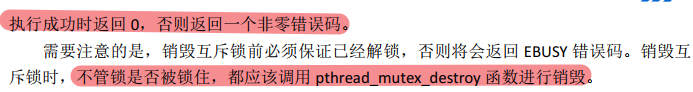 执行成功时返回 0，否则返回一个非零错误码。
需要注意的是，销毁互斥锁前必须保证已经解锁，否则将会返回 EBUSY 错误码。销毁互
斥锁时，不管锁是否被锁住，都应该调用 pthread_mutex_destroy 函数进行销毁。